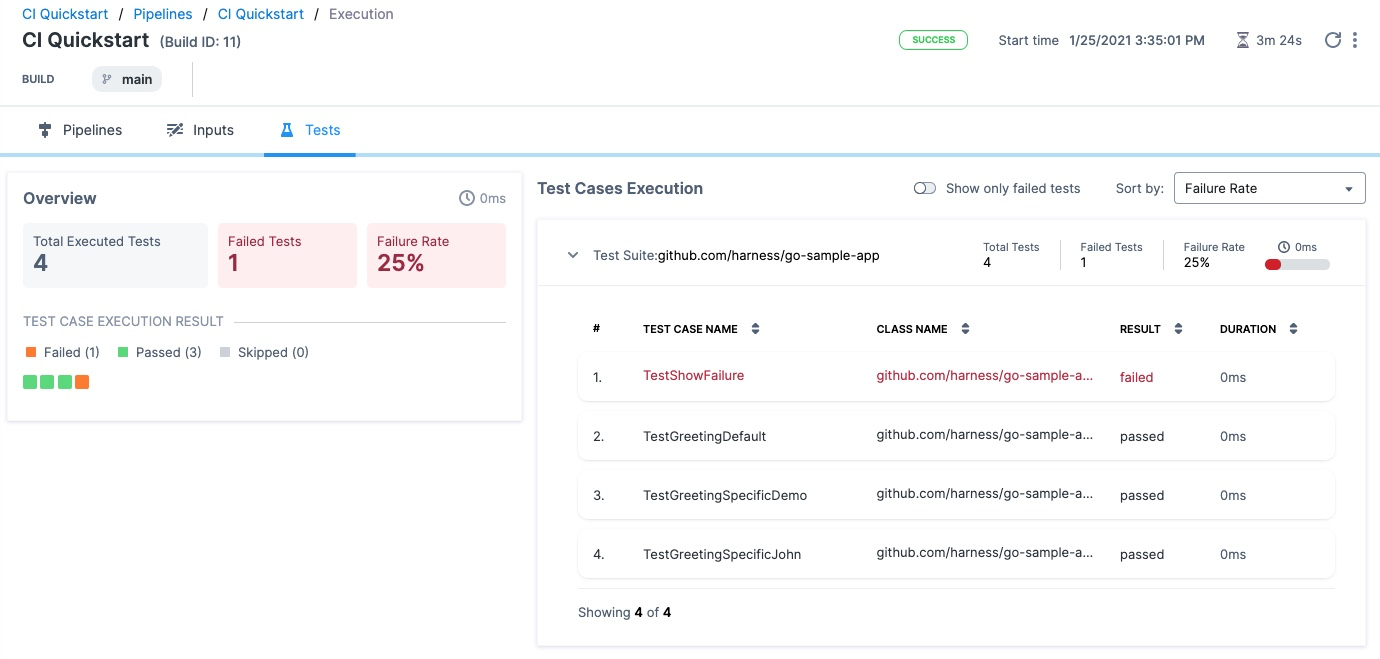 CI Quickstart / Pipelines / CI Quickstart / Execution
CI Quickstart (Build ID: 11)
SUCCESS Start time 1/25/2021 3:35:01 PM 3m 24s
BUILD main
Pipelines Inputs Tests
Overview 0ms
Total Executed Tests
4
Failed Tests
1
Failure Rate
25%
TEST CASE EXECUTION RESULT
Failed (1) Passed (3) Skipped (0)
Test Cases Execution Show only failed tests Sort by: Failure Rate
Test Suite:github.com/harness/go-sample-app
Total Tests
4
Failed Tests
1
Failure Rate
25%
0ms
# TEST CASE NAME CLASS NAME RESULT DURATION
1. TestShowFailure github.com/harness/go-sample-a... failed 0ms
2. TestGreetingDefault github.com/harness/go-sample-a... passed 0ms
3. TestGreetingSpecificDemo github.com/harness/go-sample-a... passed 0ms
4. TestGreetingSpecificJohn github.com/harness/go-sample-a... passed 0ms
Showing 4 of 4